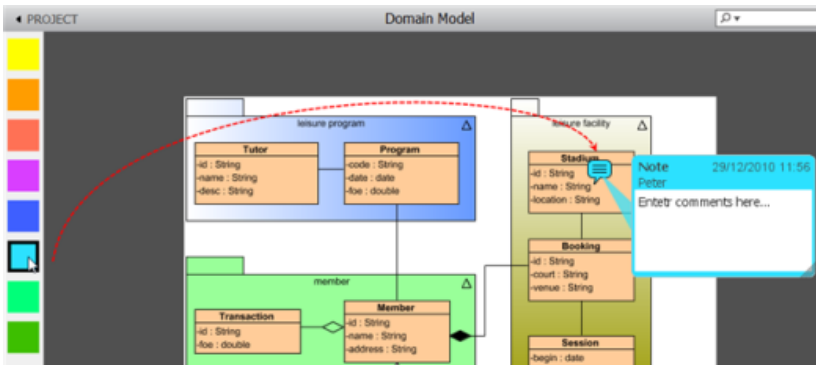 PROJECT
Domain Model
leisure program
Tutor
-id : String
-name : String
-desc : String
Program
-code : String
-date : date
-foe : double
leisure facility
Stadium
-id : String
-name : String
-location : String
Note 29/12/2010 11:56
Peter
Entetr comments here...
Booking
-id : String
-court : String
-venue : String
member
Transaction
-id : String
-foe : double
Member
-id : String
-name : String
-address : String
Session
-begin : date